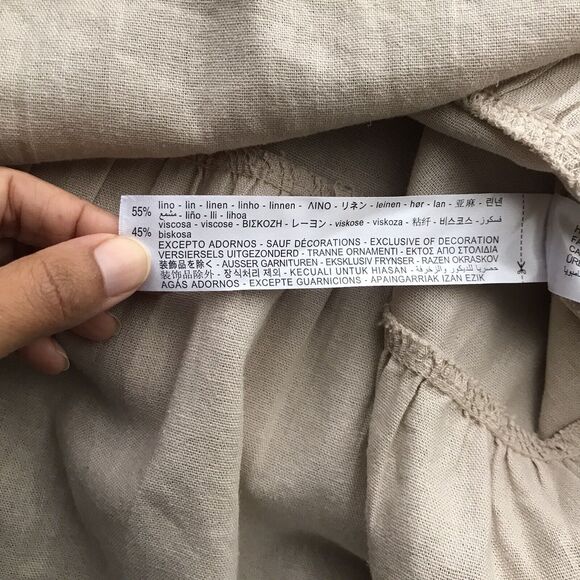 55% lino - lin - linen - linho - linnen - ΛΙΝΟ - リネン - leinen - hør - lan - 亚麻 - 린넨
مشمع - liño - lli - lihoa
45% viscosa - viscose - ΒΙΣΚΟΖΗ - レーヨン - viskose - viskoza - 粘纤 - 비스코스 - فسكوز
biskosa
EXCEPTO ADORNOS - SAUF DÉCORATIONS - EXCLUSIVE OF DECORATION
VERSIERSELS UITGEZONDERD - TRANNE ORNAMENTI - ΕΚΤΟΣ ΑΠΟ ΣΤΟΛΙΔΙΑ
装飾品を除く - AUSSER GARNITUREN - EKSKLUSIV FRYNSER - RAZEN OKRASKOV
装饰品除外 - 장식처리 제외 - KECUALI UNTUK HIASAN - حصريا للديكور والزخرفة
AGÁS ADORNOS - EXCEPTE GUARNICIONS - APAINGARRIAK IZAN EZIK